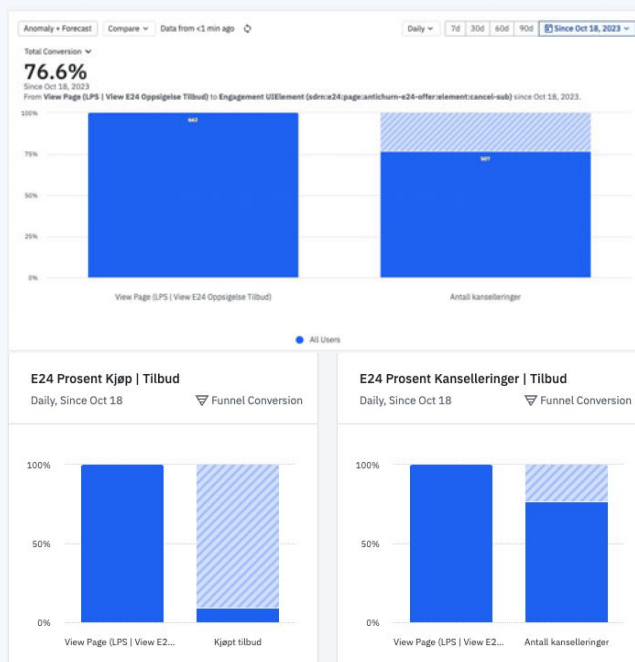 Anomaly + Forecast Compare Data from <1 min ago Daily 7d 30d 60d 90d Since Oct 18, 2023
Total Conversion
76.6%
Since Oct 18, 2023
From View Page (LPS | View E24 Oppsigelse Tilbud) to Engagement UIElement (sdrn:e24:page:antichurn-e24-offer:element:cancel-sub) since Oct 18, 2023.
100%
662
75%
507
50%
25%
0%
View Page (LPS | View E24 Oppsigelse Tilbud) Antall kanselleringer
All Users
E24 Prosent Kjøp | Tilbud
Daily, Since Oct 18 Funnel Conversion
100%
50%
0%
View Page (LPS | View E2... Kjøpt tilbud
E24 Prosent Kanselleringer | Tilbud
Daily, Since Oct 18 Funnel Conversion
100%
50%
0%
View Page (LPS | View E2... Antall kanselleringer